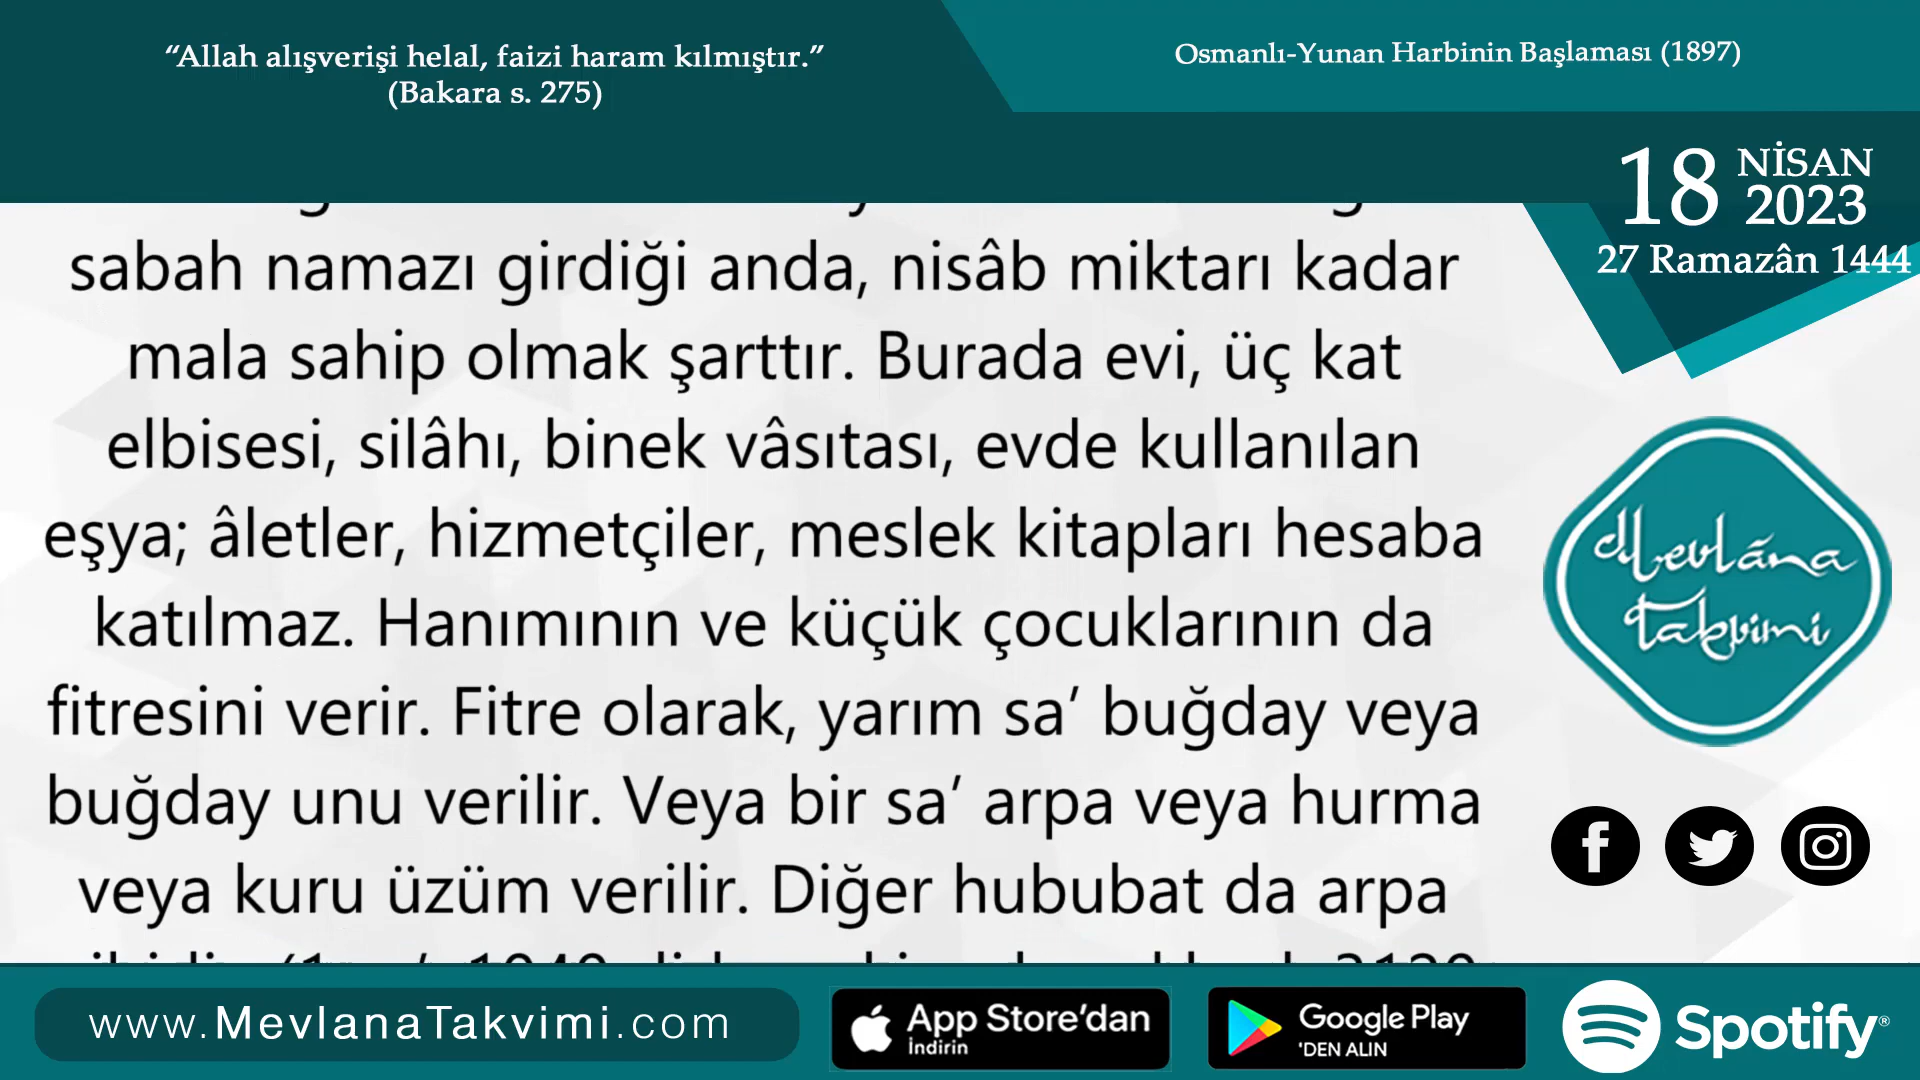 “Allah alışverişi helal, faizi haram kılmıştır.”
(Bakara s. 275)
Osmanlı-Yunan Harbinin Başlaması (1897)
18 NİSAN
2023
27 Ramazân 1444
sabah namazı girdiği anda, nisâb miktarı kadar
mala sahip olmak şarttır. Burada evi, üç kat
elbisesi, silâhı, binek vâsıtası, evde kullanılan
eşya; âletler, hizmetçiler, meslek kitapları hesaba
katılmaz. Hanımının ve küçük çocuklarının da
fitresini verir. Fitre olarak, yarım sa’ buğday veya
buğday unu verilir. Veya bir sa’ arpa veya hurma
veya kuru üzüm verilir. Diğer hububat da arpa
Mevlâna
Takvimi
www.MevlanaTakvimi.com
App Store’dan
İndirin
Google Play
'DEN ALIN
Spotify®